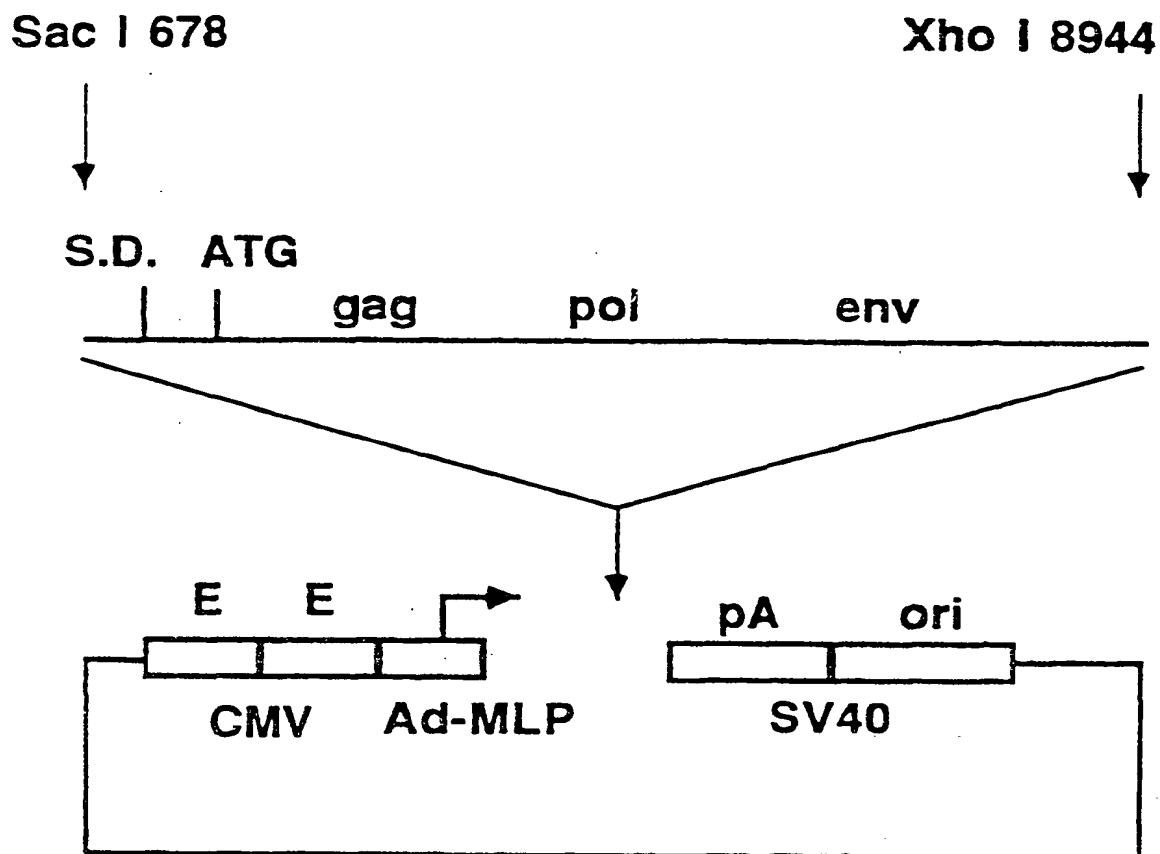 Sac I 678 Xho I 8944
S.D. ATG
gag pol env
E E
pA ori
CMV Ad-MLP SV40